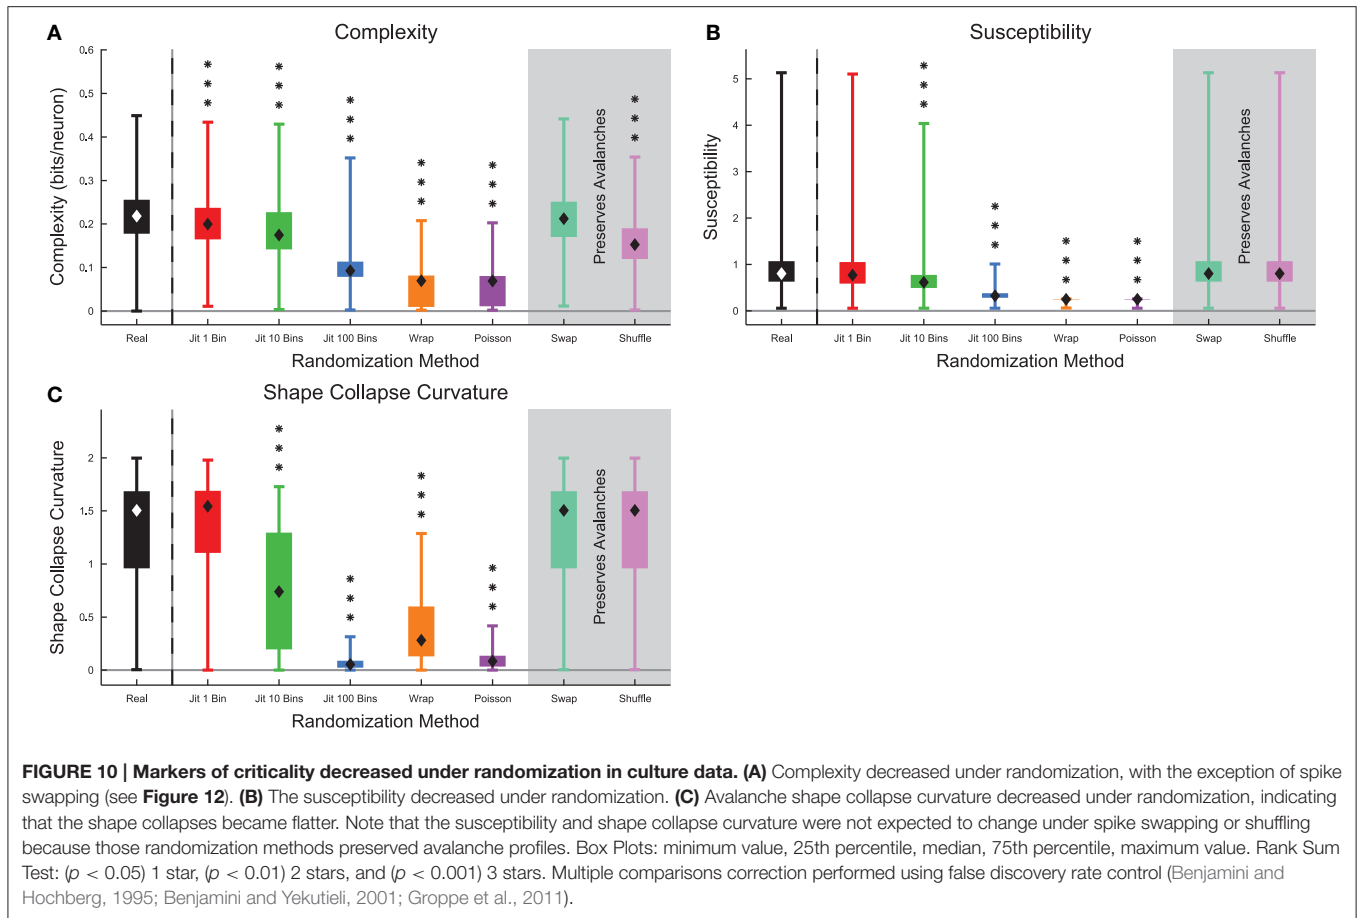 A
Complexity
Complexity (bits/neuron)
0.6
0.5
0.4
0.3
0.2
0.1
0
* * *
* * *
* * *
* * *
* * *
* * *
Preserves Avalanches
Real Jit 1 Bin Jit 10 Bins Jit 100 Bins Wrap Poisson Swap Shuffle
Randomization Method
B
Susceptibility
Susceptibility
5
4
3
2
1
0
* * *
* * *
* * *
* * *
Preserves Avalanches
Real Jit 1 Bin Jit 10 Bins Jit 100 Bins Wrap Poisson Swap Shuffle
Randomization Method
C
Shape Collapse Curvature
Shape Collapse Curvature
2
1.5
1
0.5
0
* * *
* * *
* * *
* * *
Preserves Avalanches
Real Jit 1 Bin Jit 10 Bins Jit 100 Bins Wrap Poisson Swap Shuffle
Randomization Method
FIGURE 10 | Markers of criticality decreased under randomization in culture data. (A) Complexity decreased under randomization, with the exception of spike
swapping (see Figure 12). (B) The susceptibility decreased under randomization. (C) Avalanche shape collapse curvature decreased under randomization, indicating
that the shape collapses became flatter. Note that the susceptibility and shape collapse curvature were not expected to change under spike swapping or shuffling
because those randomization methods preserved avalanche profiles. Box Plots: minimum value, 25th percentile, median, 75th percentile, maximum value. Rank Sum
Test: (p < 0.05) 1 star, (p < 0.01) 2 stars, and (p < 0.001) 3 stars. Multiple comparisons correction performed using false discovery rate control (Benjamini and
Hochberg, 1995; Benjamini and Yekutieli, 2001; Groppe et al., 2011).